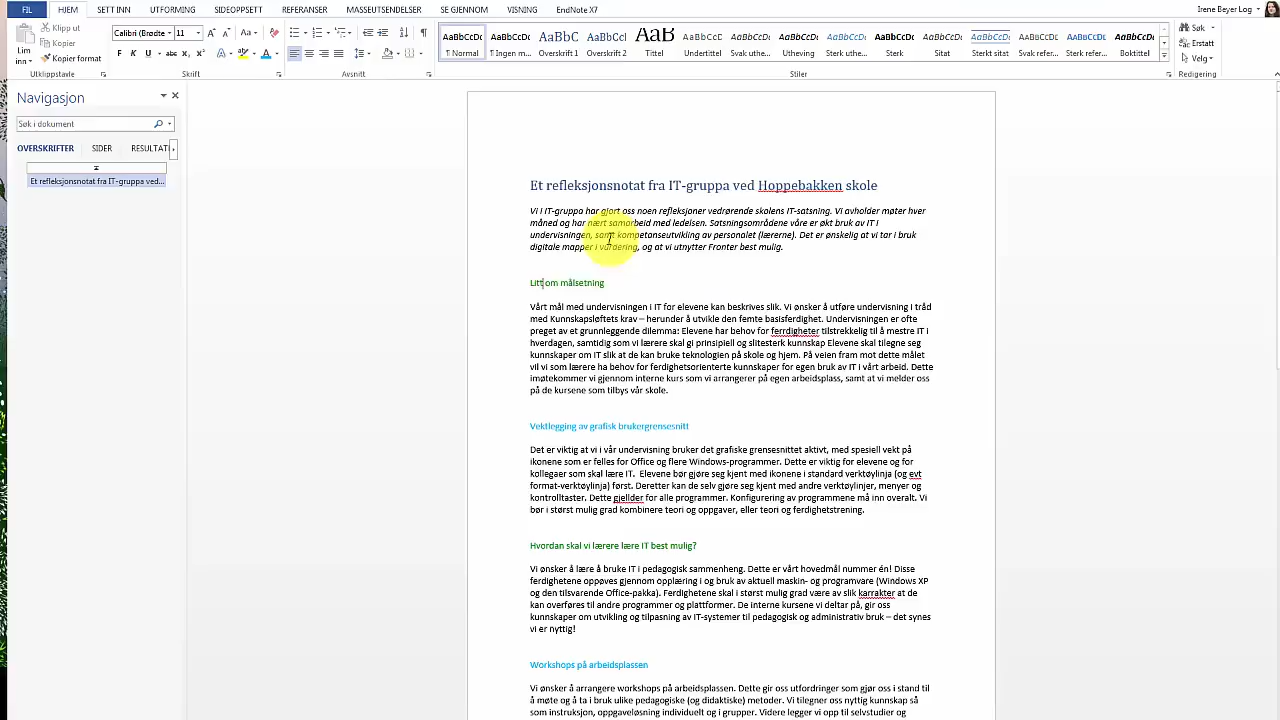 FIL HJEM SETT INN UTFORMING SIDEOPPSETT REFERANSER MASSEUTSENDELSER SE GJENNOM VISNING EndNote X7 Irene Beyer Log
Klipp ut
Kopier
Kopier format
Lim
inn
Calibri (Brødte 11
F K U abc
AaBbCcDc AaBbCcDc AaBbC AaBbCcl AaB AaBbCcC AaBbCcDc AaBbCcDc AaBbCcDc AaBbCcDc AaBbCcDc AaBbCcDc AaBbCcDc AaBbCcDc AaBbCcDc
¶ Normal ¶ Ingen m... Overskrift 1 Overskrift 2 Tittel Undertittel Svak uthe... Utheving Sterk uthe... Sterk Sitat Sterkt sitat Svak refer... Sterk refer... Boktittel
Søk
Erstatt
Velg
Utklippstavle Skrift Avsnitt Stiler Redigering
Navigasjon
Søk i dokument
OVERSKRIFTER SIDER RESULTAT
Et refleksjonsnotat fra IT-gruppa ved...
Et refleksjonsnotat fra IT-gruppa ved Hoppebakken skole
Vi i IT-gruppa har gjort oss noen refleksjoner vedrørende skolens IT-satsning. Vi avholder møter hver
måned og har nært samarbeid med ledelsen. Satsningsområdene våre er økt bruk av IT i
undervisningen, samt kompetanseutvikling av personalet (lærerne). Det er ønskelig at vi tar i bruk
digitale mapper i vurdering, og at vi utnytter Fronter best mulig.
Litt om målsetning
Vårt mål med undervisningen i IT for elevene kan beskrives slik. Vi ønsker å utføre undervisning i tråd
med Kunnskapsløftets krav – herunder å utvikle den femte basisferdighet. Undervisningen er ofte
preget av et grunnleggende dilemma: Elevene har behov for ferrdigheter tilstrekkelig til å mestre IT i
hverdagen, samtidig som vi lærere skal gi prinsipiell og slitesterk kunnskap Elevene skal tilegne seg
kunnskaper om IT slik at de kan bruke teknologien på skole og hjem. På veien fram mot dette målet
vil vi som lærere ha behov for ferdighetsorienterte kunnskaper for egen bruk av IT i vårt arbeid. Dette
imøtekommer vi gjennom interne kurs som vi arrangerer på egen arbeidsplass, samt at vi melder oss
på de kursene som tilbys vår skole.
Vektlegging av grafisk brukergrensesnitt
Det er viktig at vi i vår undervisning bruker det grafiske grensesnittet aktivt, med spesiell vekt på
ikonene som er felles for Office og flere Windows-programmer. Dette er viktig for elevene og for
kollegaer som skal lære IT. Elevene bør gjøre seg kjent med ikonene i standard verktøylinja (og evt
format-verktøylinja) først. Deretter kan de selv gjøre seg kjent med andre verktøylinjer, menyer og
kontrolltaster. Dette gjellder for alle programmer. Konfigurering av programmene må inn overalt. Vi
bør i størst mulig grad kombinere teori og oppgaver, eller teori og ferdighetstrening.
Hvordan skal vi lærere lære IT best mulig?
Vi ønsker å lære å bruke IT i pedagogisk sammenheng. Dette er vårt hovedmål nummer én! Disse
ferdighetene oppøves gjennom opplæring i og bruk av aktuell maskin- og programvare (Windows XP
og den tilsvarende Office-pakka). Ferdighetene skal i størst mulig grad være av slik karrakter at de
kan overføres til andre programmer og plattformer. De interne kursene vi deltar på, gir oss
kunnskaper om utvikling og tilpasning av IT-systemer til pedagogisk og administrativ bruk – det synes
vi er nyttig!
Workshops på arbeidsplassen
Vi ønsker å arrangere workshops på arbeidsplassen. Dette gir oss utfordringer som gjør oss i stand til
å møte og å ta i bruk ulike pedagogiske (og didaktiske) metoder. Vi tilegner oss nyttig kunnskap så
som instruksjon, oppgaveløsning individuelt og i grupper. Videre legger vi opp til selvstudier og